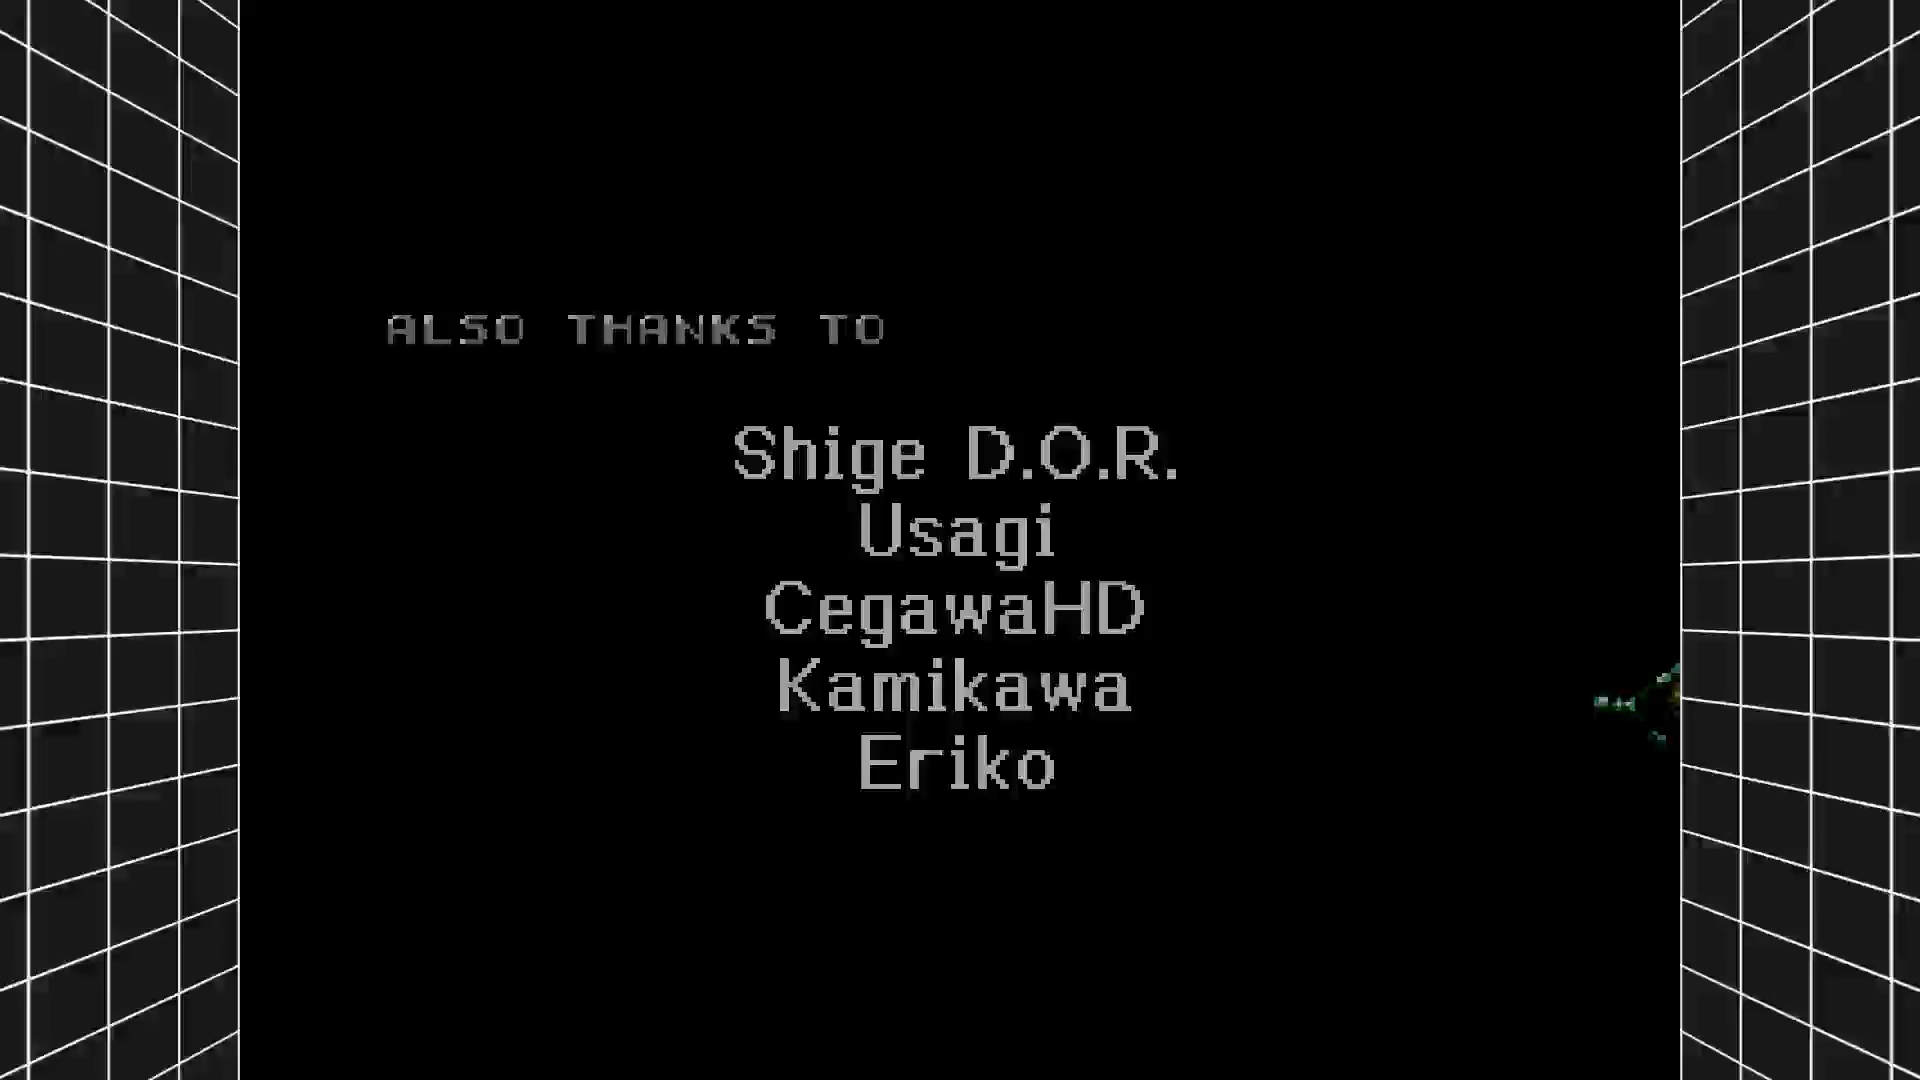 ALSO THANKS TO
Shige D.O.R.
Usagi
CegawaHD
Kamikawa
Eriko